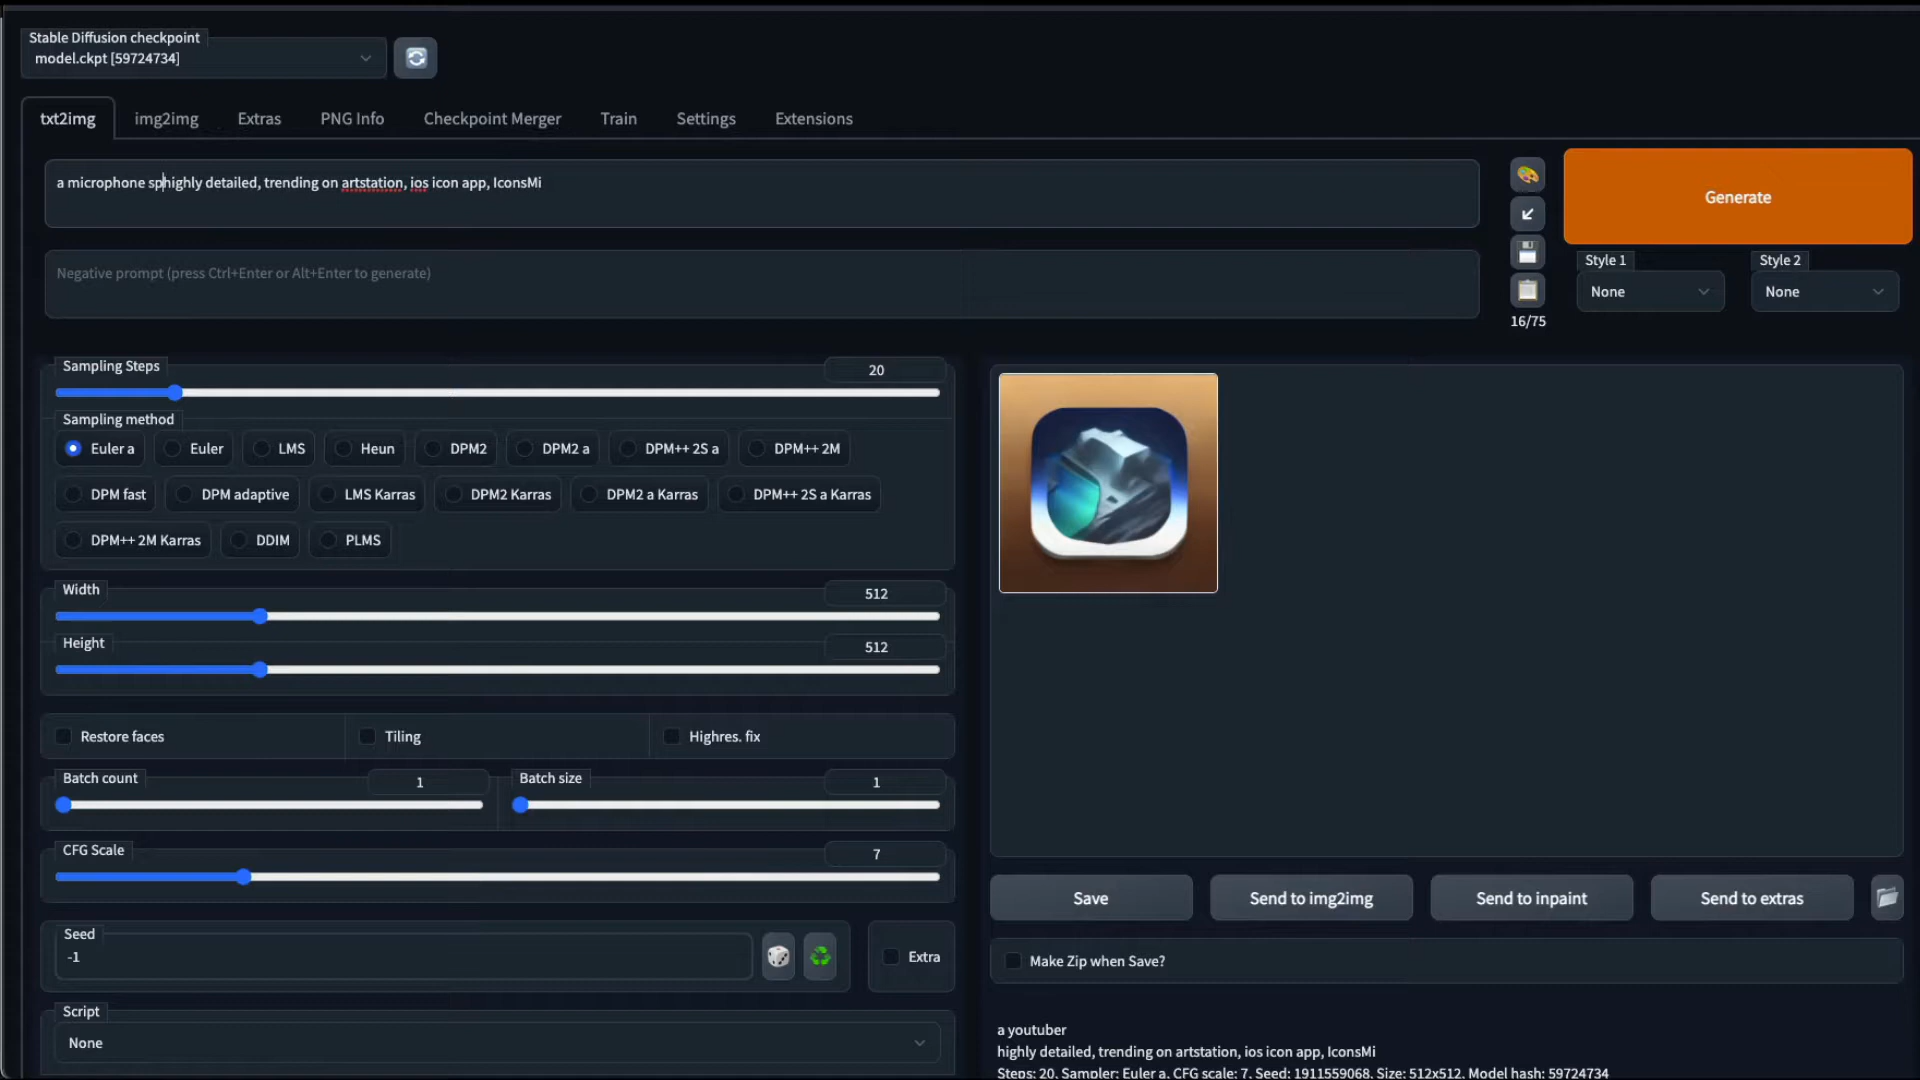 Stable Diffusion checkpoint
model.ckpt [59724734]
txt2img
img2img
Extras
PNG Info
Checkpoint Merger
Train
Settings
Extensions
a microphone sphighly detailed, trending on artstation, ios icon app, IconsMi
Generate
Style 1
Style 2
None
None
Negative prompt (press Ctrl+Enter or Alt+Enter to generate)
16/75
Sampling Steps
20
Sampling method
Euler a
Euler
LMS
Heun
DPM2
DPM2 a
DPM++ 2S a
DPM++ 2M
DPM fast
DPM adaptive
LMS Karras
DPM2 Karras
DPM2 a Karras
DPM++ 2S a Karras
DPM++ 2M Karras
DDIM
PLMS
Width
512
Height
512
Restore faces
Tiling
Highres. fix
Batch count
1
Batch size
1
CFG Scale
7
Seed
-1
Extra
Script
None
Save
Send to img2img
Send to inpaint
Send to extras
Make Zip when Save?
a youtuber
highly detailed, trending on artstation, ios icon app, IconsMi
Steps: 20, Sampler: Euler a, CFG scale: 7, Seed: 1911559068, Size: 512x512, Model hash: 59724734